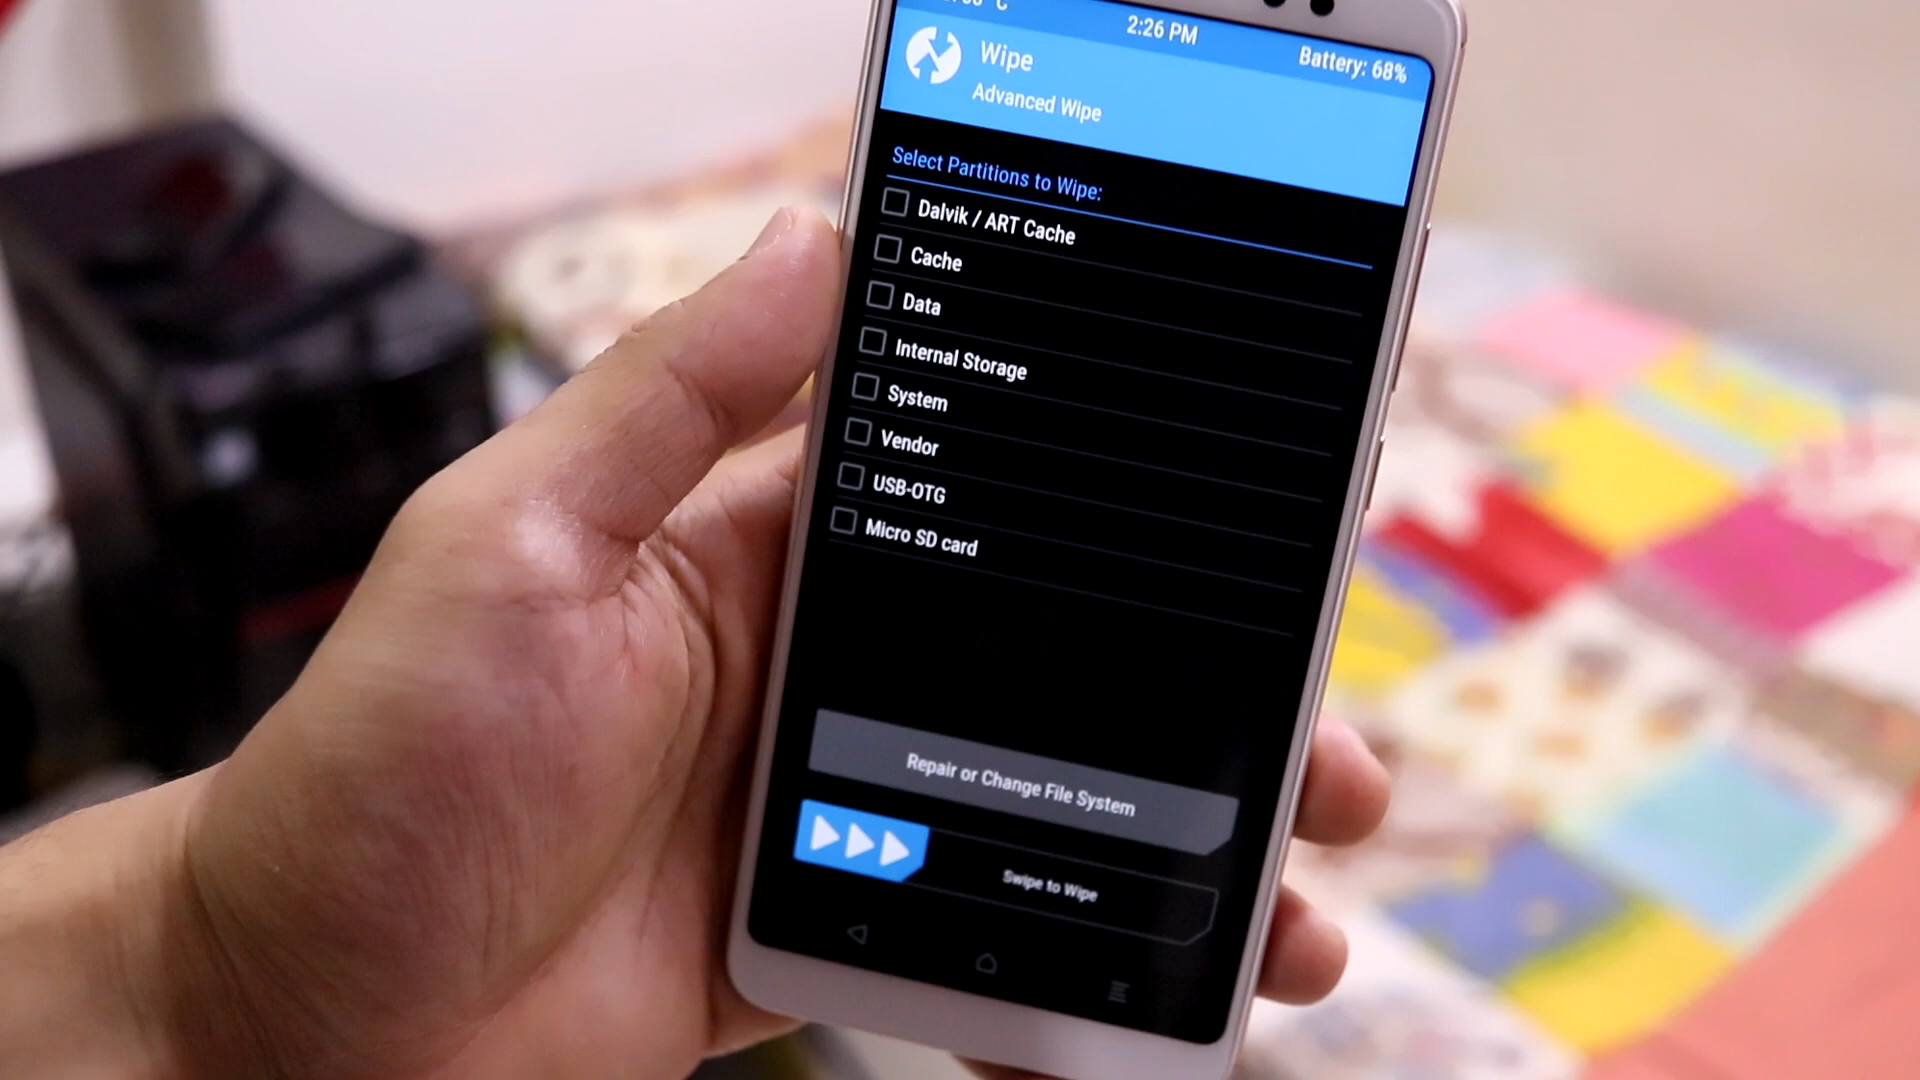 2:26 PM
Battery: 68%
Wipe
Advanced Wipe
Select Partitions to Wipe:
Dalvik / ART Cache
Cache
Data
Internal Storage
System
Vendor
USB-OTG
Micro SD card
Repair or Change File System
Swipe to Wipe